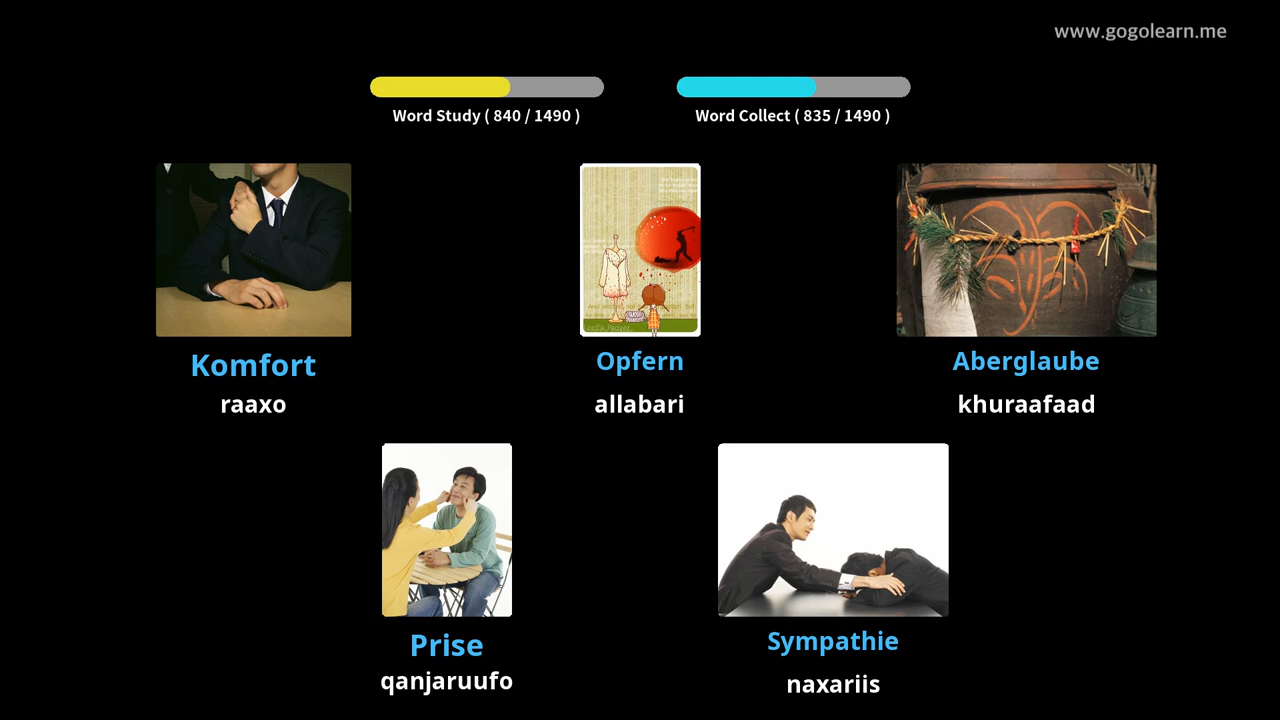 www.gogolearn.me
Word Study ( 840 / 1490 )
Word Collect ( 835 / 1490 )
Komfort
raaxo
Opfern
allabari
Aberglaube
khuraafaad
Prise
qanjaruufo
Sympathie
naxariis